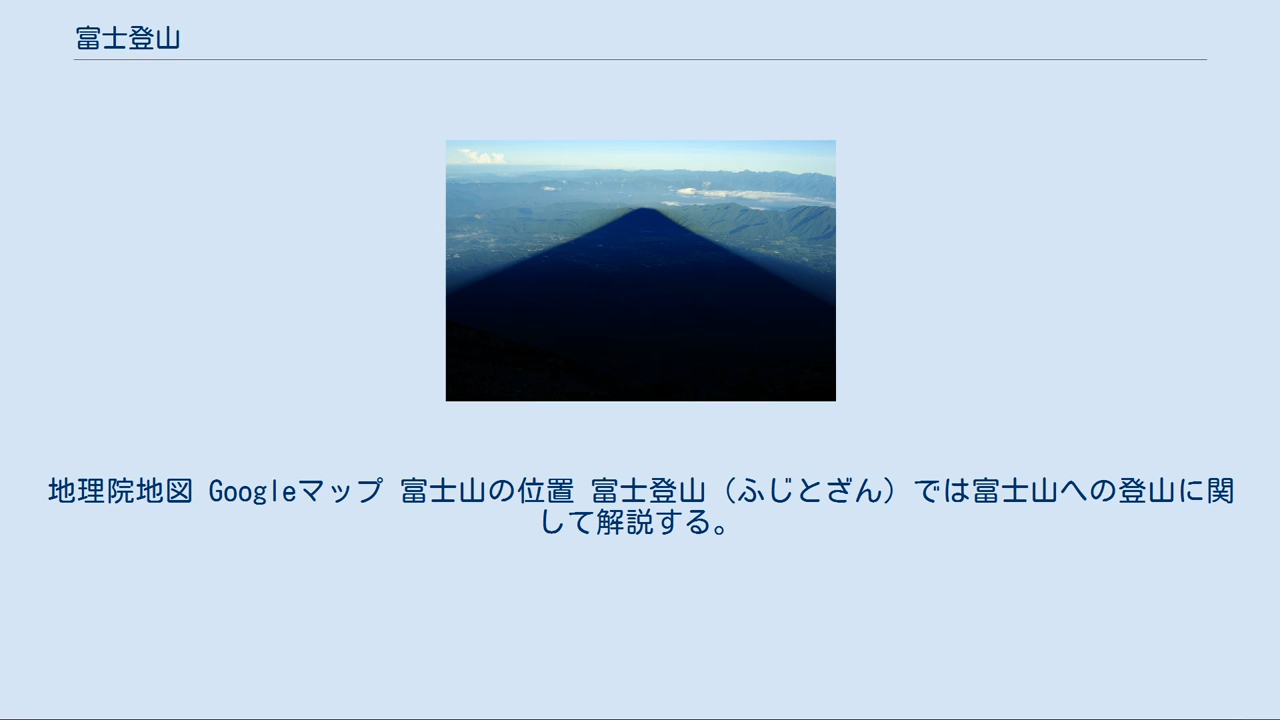 富士登山
地理院地図 Googleマップ 富士山の位置 富士登山（ふじとざん）では富士山への登山に関
して解説する。